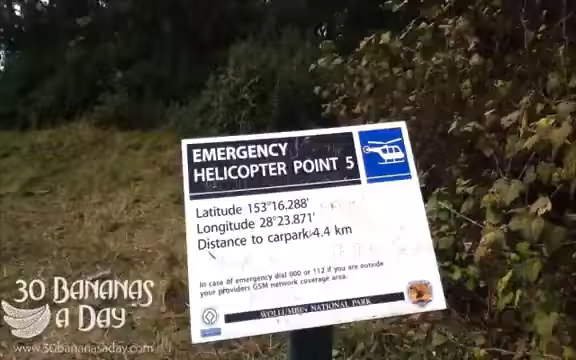 EMERGENCY
HELICOPTER POINT 5
Latitude 153°16.288'
Longitude 28°23.871'
Distance to carpark 4.4 km
In case of emergency dial 000 or 112 if you are outside
your providers GSM network coverage area.
WOLLUMBIN NATIONAL PARK
30 BANANAS
A DAY
www.30bananasaday.com